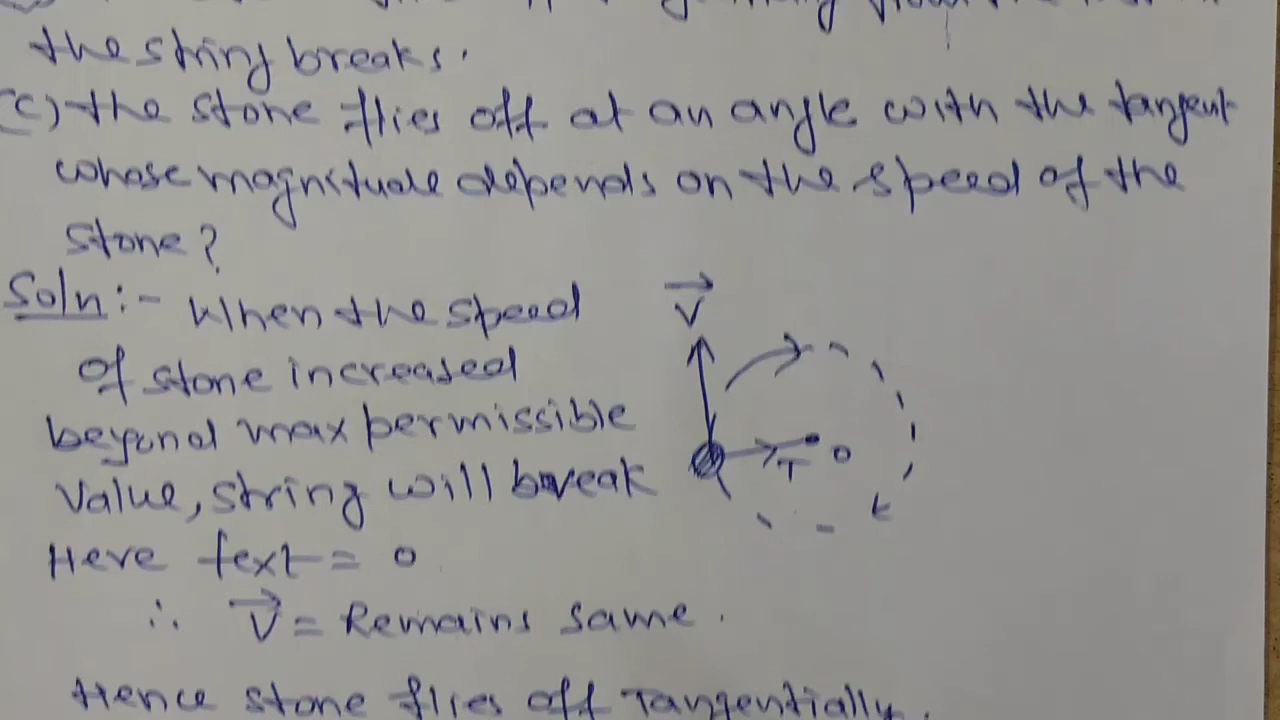 the string breaks.
(c) the stone flies off at an angle with the tangent
whose magnitude depends on the speed of the
stone?
Soln:- When the speed
of stone increased
beyond max permissible
value, string will break
Here fext = 0
∴ V = Remains same.
Hence stone flies off Tangentially.
V
T
O